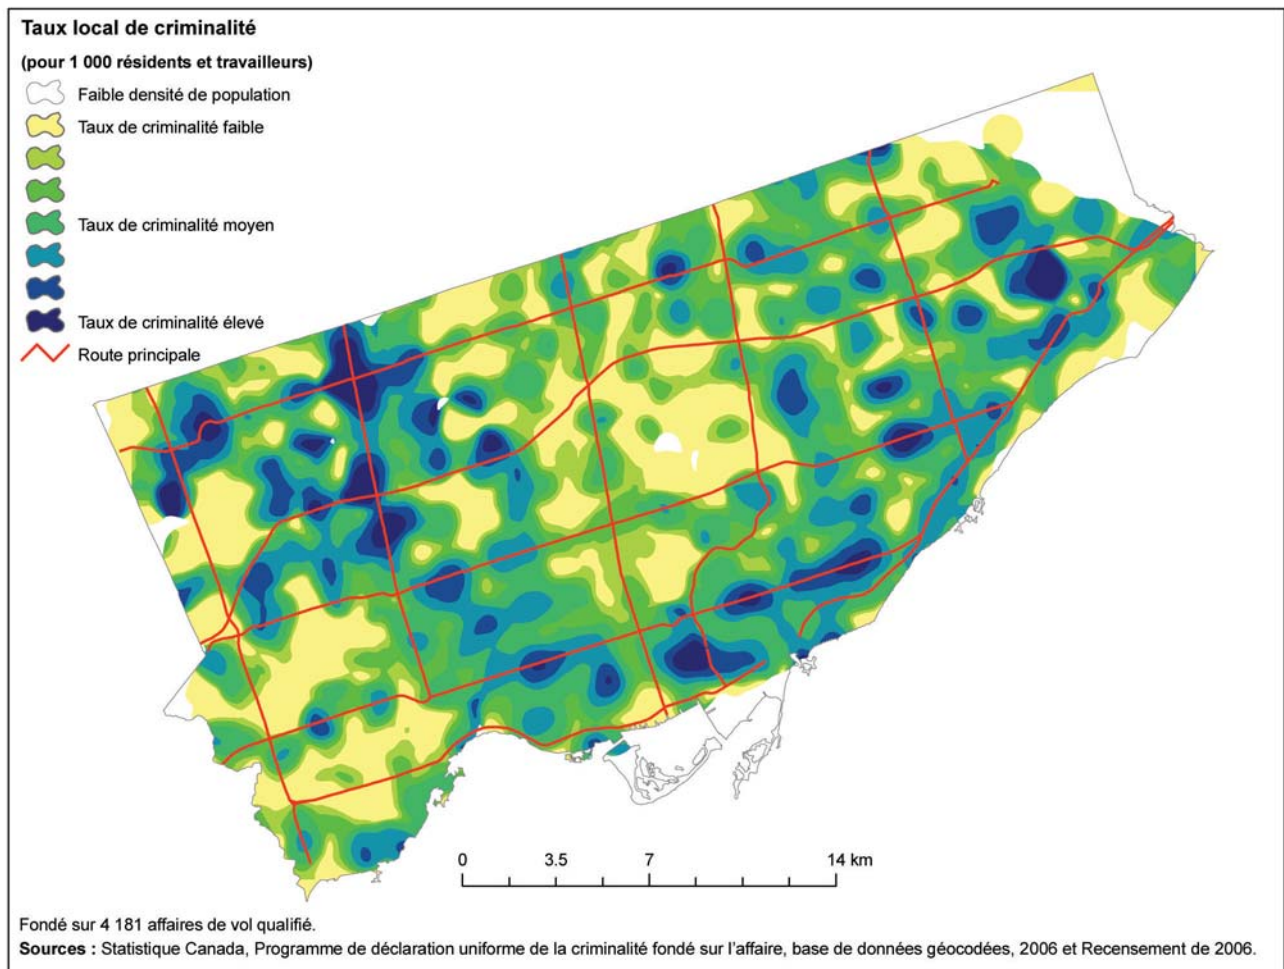 Taux local de criminalité
(pour 1 000 résidents et travailleurs)
Faible densité de population
Taux de criminalité faible
Taux de criminalité moyen
Taux de criminalité élevé
Route principale
0 3.5 7 14 km
Fondé sur 4 181 affaires de vol qualifié.
Sources : Statistique Canada, Programme de déclaration uniforme de la criminalité fondé sur l'affaire, base de données géocodées, 2006 et Recensement de 2006.